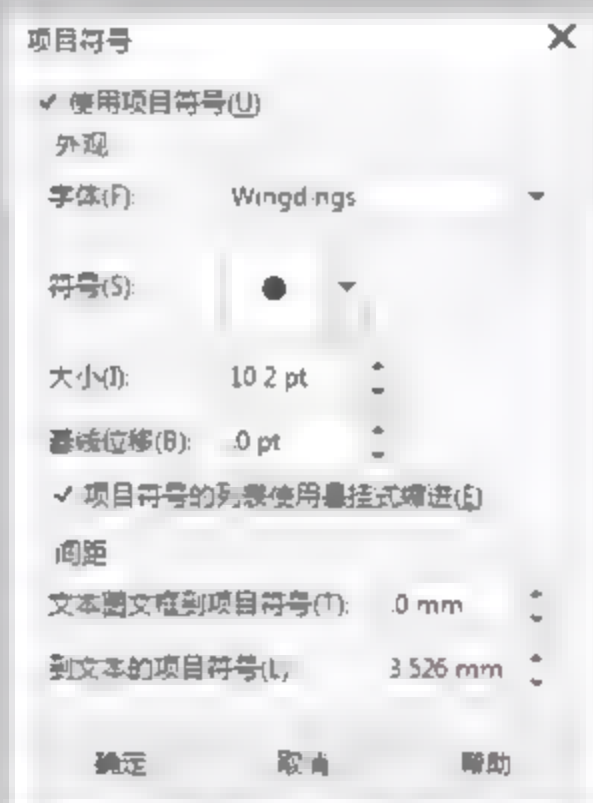 项目符号
使用项目符号(U)
外观
字体(F): Wingdings
符号(S):
大小(I): 10.2 pt
基线位移(B): .0 pt
项目符号的列表使用悬挂式缩进(E)
间距
文本图文框到项目符号(T): .0 mm
到文本的项目符号(L): 3.526 mm
确定 取消 帮助